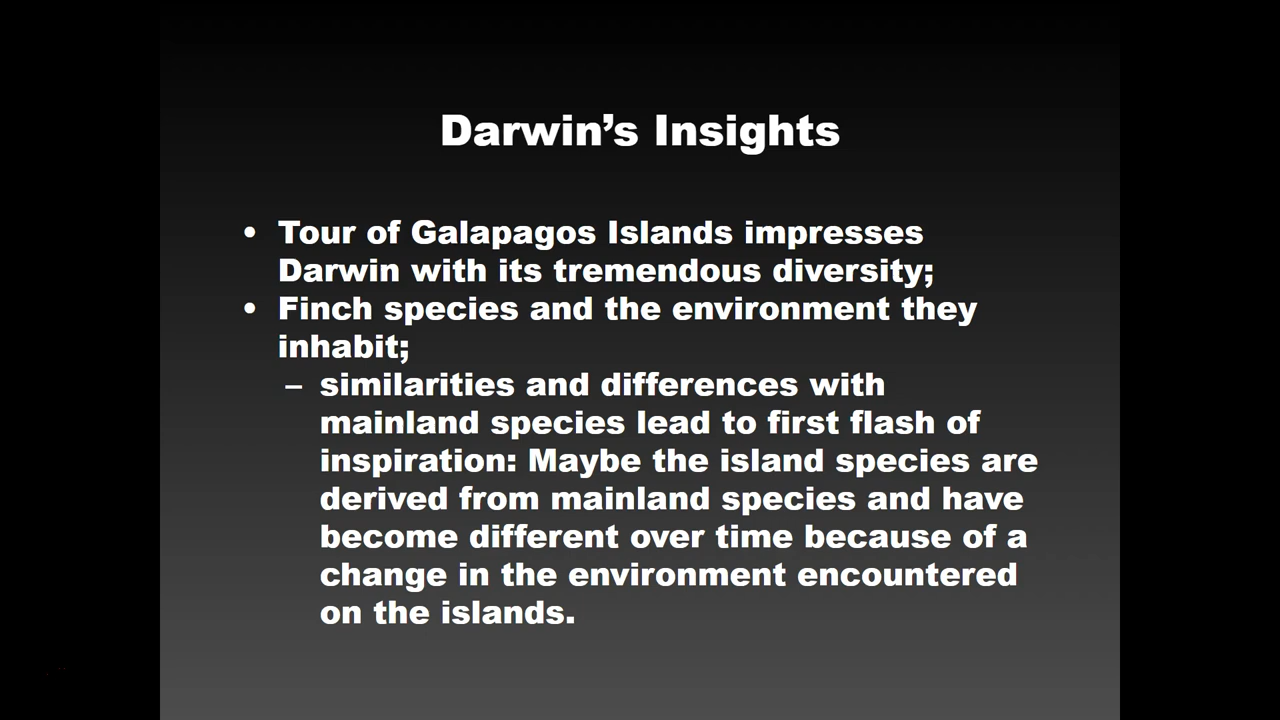 Darwin’s Insights
• Tour of Galapagos Islands impresses
Darwin with its tremendous diversity;
• Finch species and the environment they
inhabit;
– similarities and differences with
mainland species lead to first flash of
inspiration: Maybe the island species are
derived from mainland species and have
become different over time because of a
change in the environment encountered
on the islands.